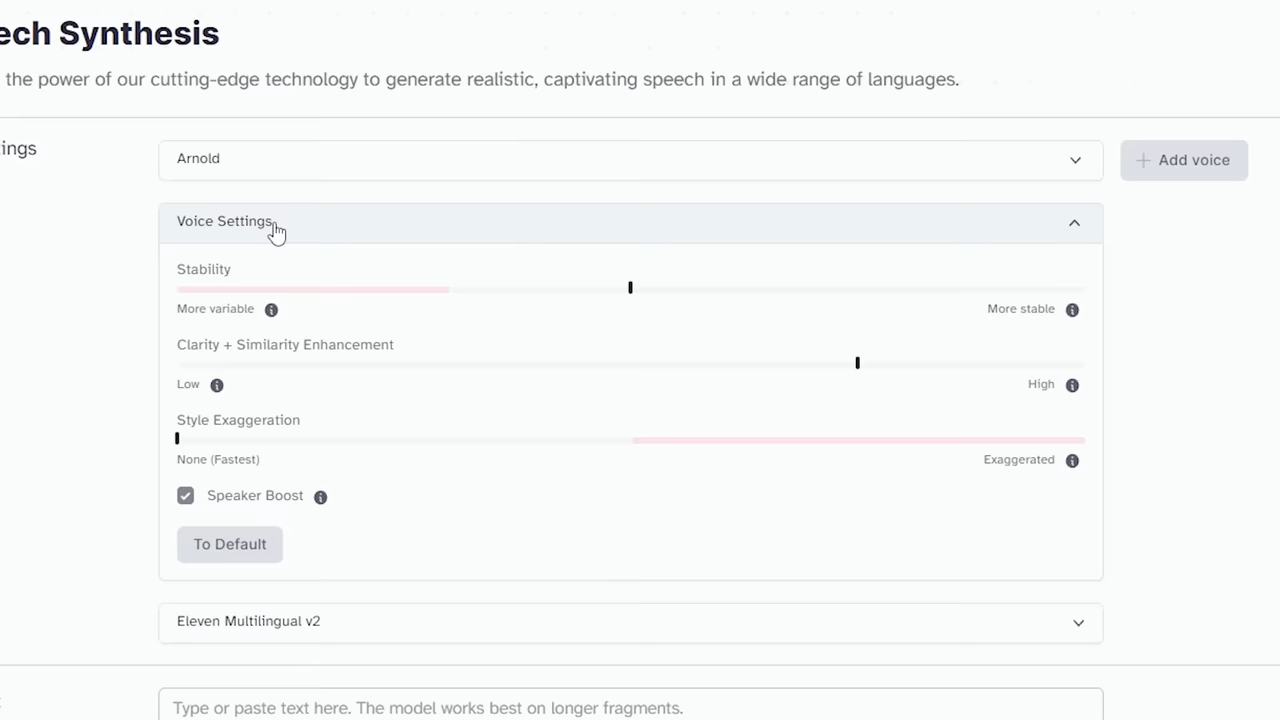 ech Synthesis
the power of our cutting-edge technology to generate realistic, captivating speech in a wide range of languages.
ings
Arnold
Add voice
Voice Settings
Stability
More variable
More stable
Clarity + Similarity Enhancement
Low
High
Style Exaggeration
None (Fastest)
Exaggerated
Speaker Boost
To Default
Eleven Multilingual v2
Type or paste text here. The model works best on longer fragments.